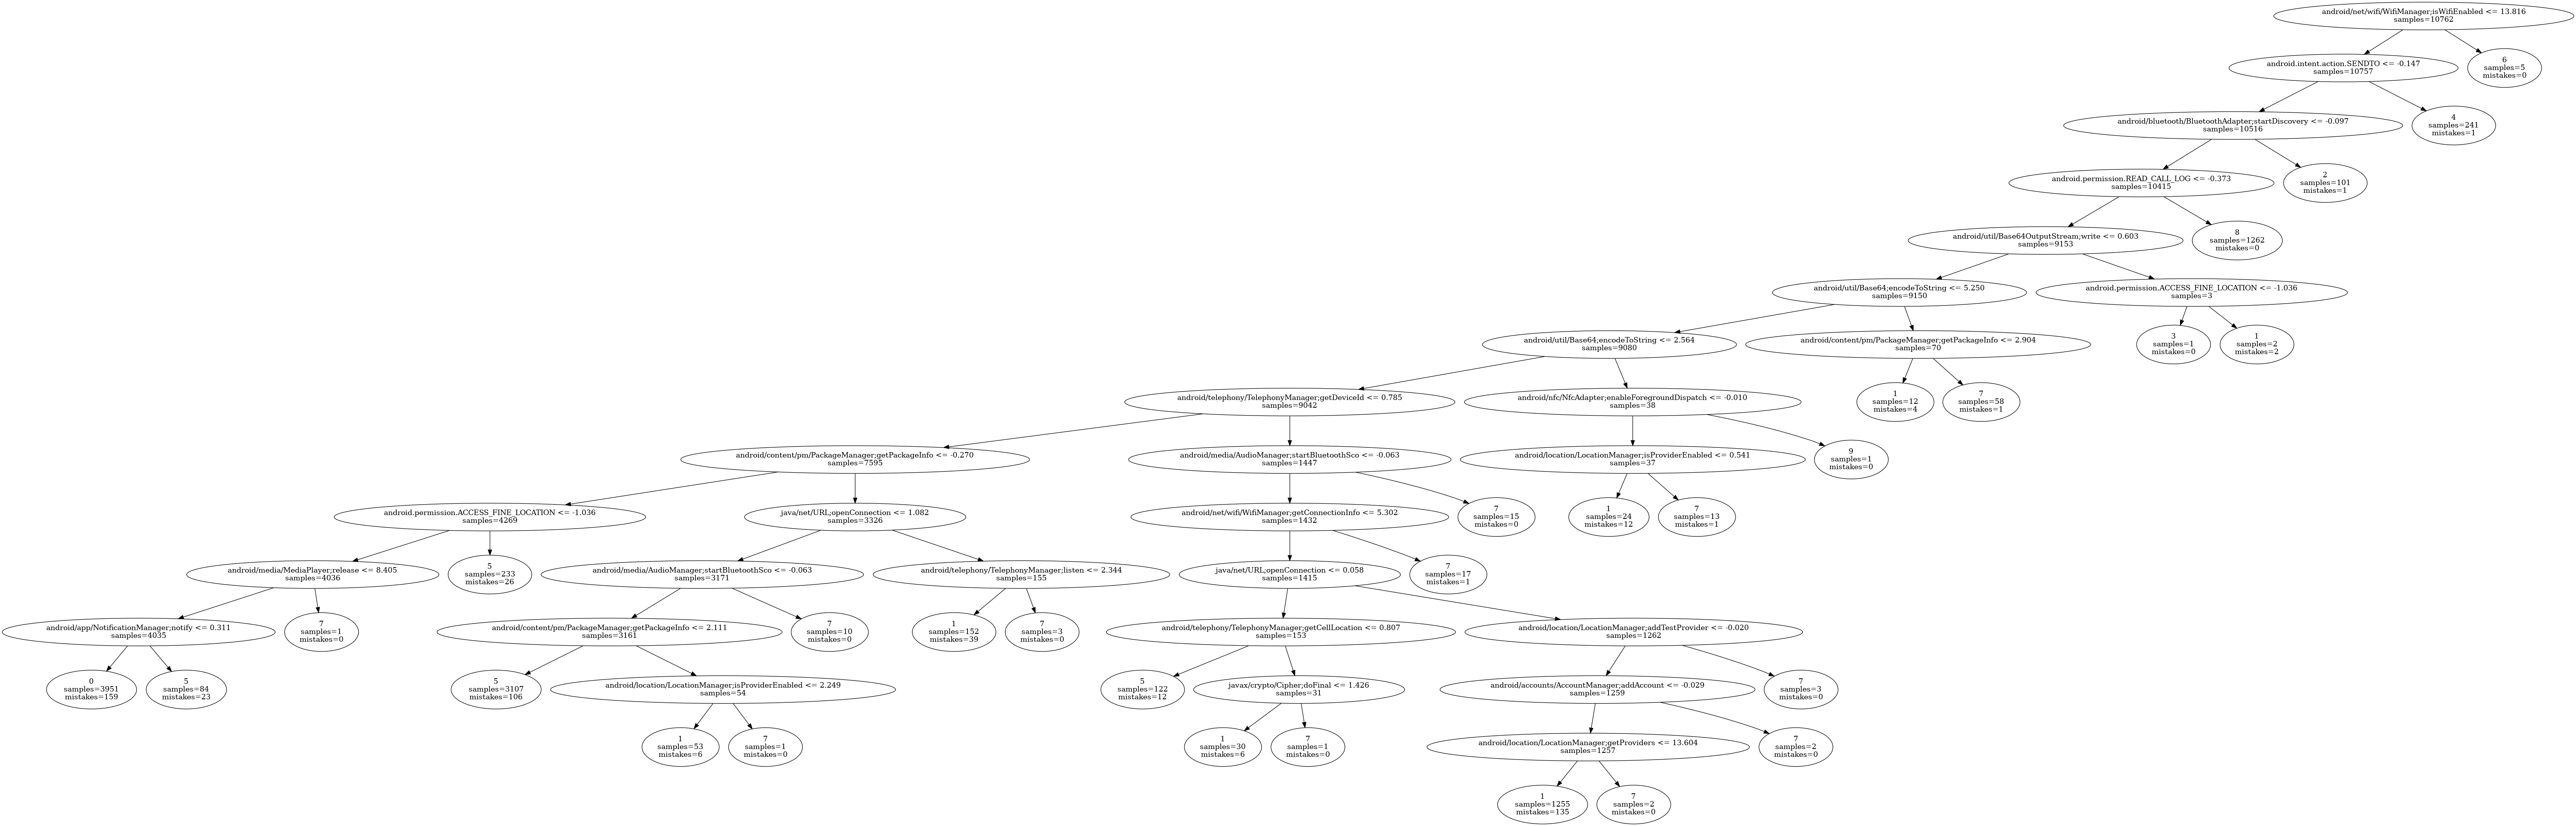 android/net/wifi/WifiManager;isWifiEnabled <= 13.816
samples=10762
android.intent.action.SENDTO <= -0.147
samples=10757
6
samples=5
mistakes=0
android/bluetooth/BluetoothAdapter;startDiscovery <= -0.097
samples=10516
4
samples=241
mistakes=1
android.permission.READ_CALL_LOG <= -0.373
samples=10415
2
samples=101
mistakes=1
android/util/Base64OutputStream;write <= 0.603
samples=9153
8
samples=1262
mistakes=0
android/util/Base64;encodeToString <= 5.250
samples=9150
android.permission.ACCESS_FINE_LOCATION <= -1.036
samples=3
android/util/Base64;encodeToString <= 2.564
samples=9080
android/content/pm/PackageManager;getPackageInfo <= 2.904
samples=70
3
samples=1
mistakes=0
1
samples=2
mistakes=2
android/telephony/TelephonyManager;getDeviceId <= 0.785
samples=9042
android/nfc/NfcAdapter;enableForegroundDispatch <= -0.010
samples=38
1
samples=12
mistakes=4
7
samples=58
mistakes=1
android/content/pm/PackageManager;getPackageInfo <= -0.270
samples=7595
android/media/AudioManager;startBluetoothSco <= -0.063
samples=1447
android/location/LocationManager;isProviderEnabled <= 0.541
samples=37
9
samples=1
mistakes=0
android.permission.ACCESS_FINE_LOCATION <= -1.036
samples=4269
java/net/URL;openConnection <= 1.082
samples=3326
android/net/wifi/WifiManager;getConnectionInfo <= 5.302
samples=1432
7
samples=15
mistakes=0
1
samples=24
mistakes=12
7
samples=13
mistakes=1
android/media/MediaPlayer;release <= 8.405
samples=4036
5
samples=233
mistakes=26
android/media/AudioManager;startBluetoothSco <= -0.063
samples=3171
android/telephony/TelephonyManager;listen <= 2.344
samples=155
java/net/URL;openConnection <= 0.058
samples=1415
7
samples=17
mistakes=1
android/app/NotificationManager;notify <= 0.311
samples=4035
7
samples=1
mistakes=0
android/content/pm/PackageManager;getPackageInfo <= 2.111
samples=3161
7
samples=10
mistakes=0
1
samples=152
mistakes=39
7
samples=3
mistakes=0
android/telephony/TelephonyManager;getCellLocation <= 0.807
samples=153
android/location/LocationManager;addTestProvider <= -0.020
samples=1262
0
samples=3951
mistakes=159
5
samples=84
mistakes=23
5
samples=3107
mistakes=106
android/location/LocationManager;isProviderEnabled <= 2.249
samples=54
5
samples=122
mistakes=12
javax/crypto/Cipher;doFinal <= 1.426
samples=31
android/accounts/AccountManager;addAccount <= -0.029
samples=1259
7
samples=3
mistakes=0
1
samples=53
mistakes=6
7
samples=1
mistakes=0
1
samples=30
mistakes=6
7
samples=1
mistakes=0
android/location/LocationManager;getProviders <= 13.604
samples=1257
7
samples=2
mistakes=0
1
samples=1255
mistakes=135
7
samples=2
mistakes=0